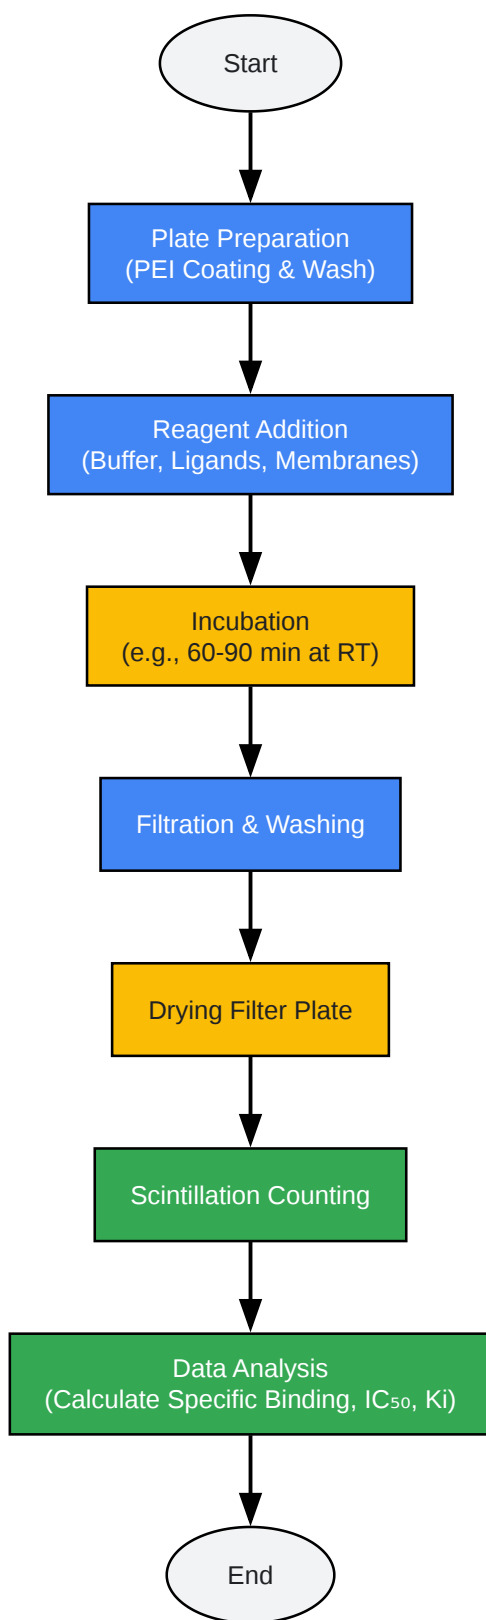 Start
Plate Preparation
(PEI Coating & Wash)
Reagent Addition
(Buffer, Ligands, Membranes)
Incubation
(e.g., 60-90 min at RT)
Filtration & Washing
Drying Filter Plate
Scintillation Counting
Data Analysis
(Calculate Specific Binding, IC₅₀, Ki)
End